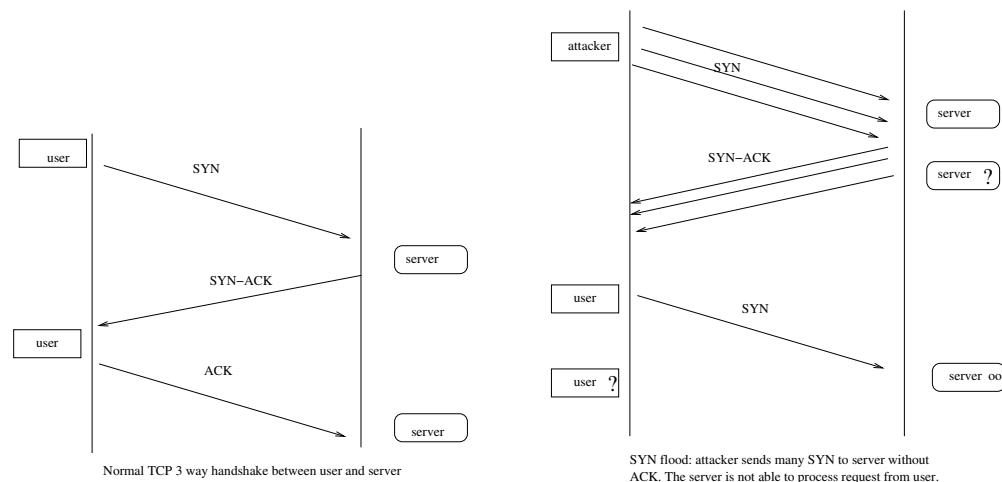 user
SYN
server
SYN-ACK
user
ACK
server
Normal TCP 3 way handshake between user and server
attacker
SYN
server
SYN-ACK
server ?
user
SYN
server oo
user ?
SYN flood: attacker sends many SYN to server without
ACK. The server is not able to process request from user.